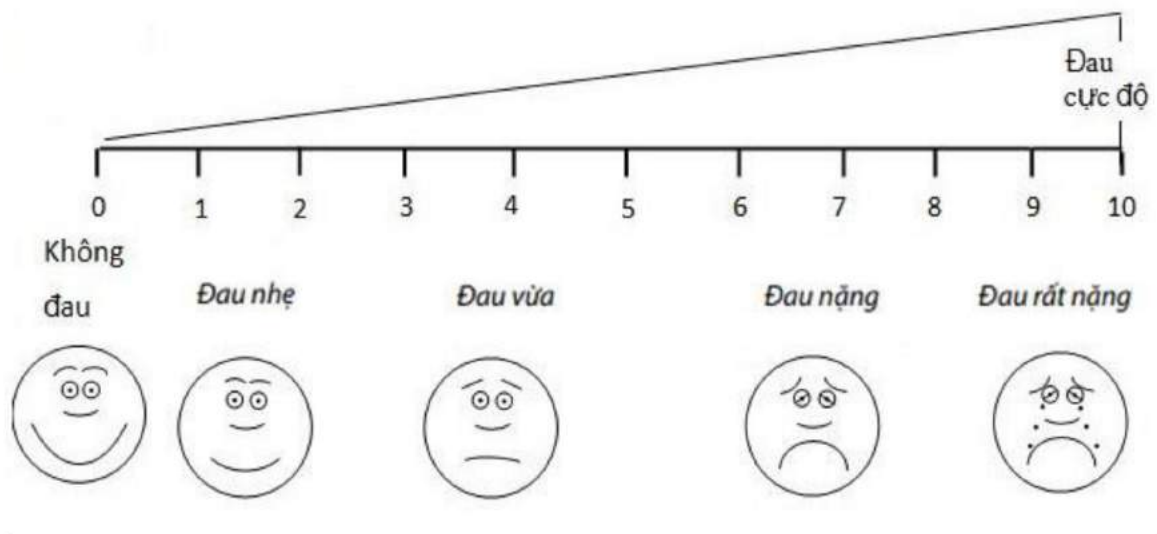 Đau
cực độ
0 1 2 3 4 5 6 7 8 9 10
Không
đau
Đau nhẹ
Đau vừa
Đau nặng
Đau rất nặng